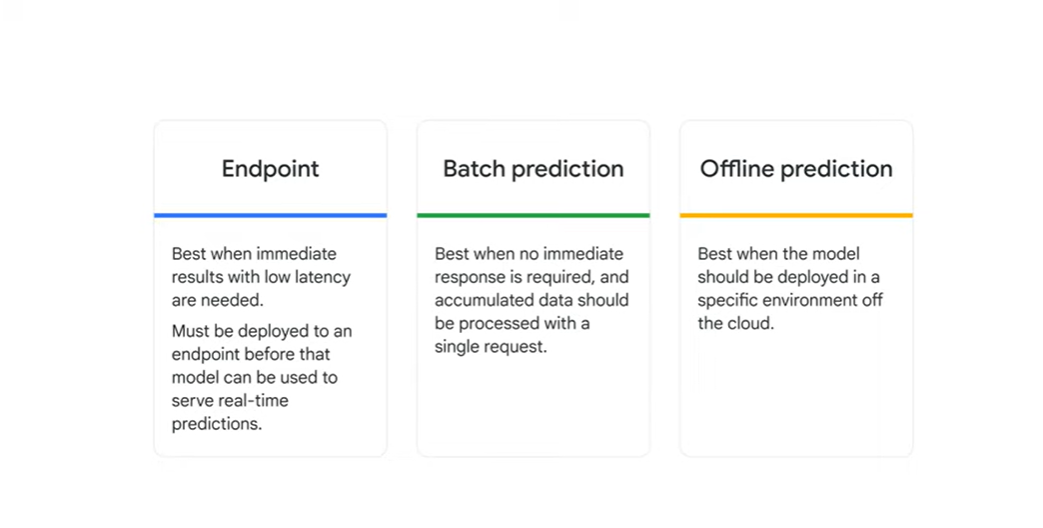 Endpoint
Best when immediate
results with low latency
are needed.
Must be deployed to an
endpoint before that
model can be used to
serve real-time
predictions.
Batch prediction
Best when no immediate
response is required, and
accumulated data should
be processed with a
single request.
Offline prediction
Best when the model
should be deployed in a
specific environment off
the cloud.